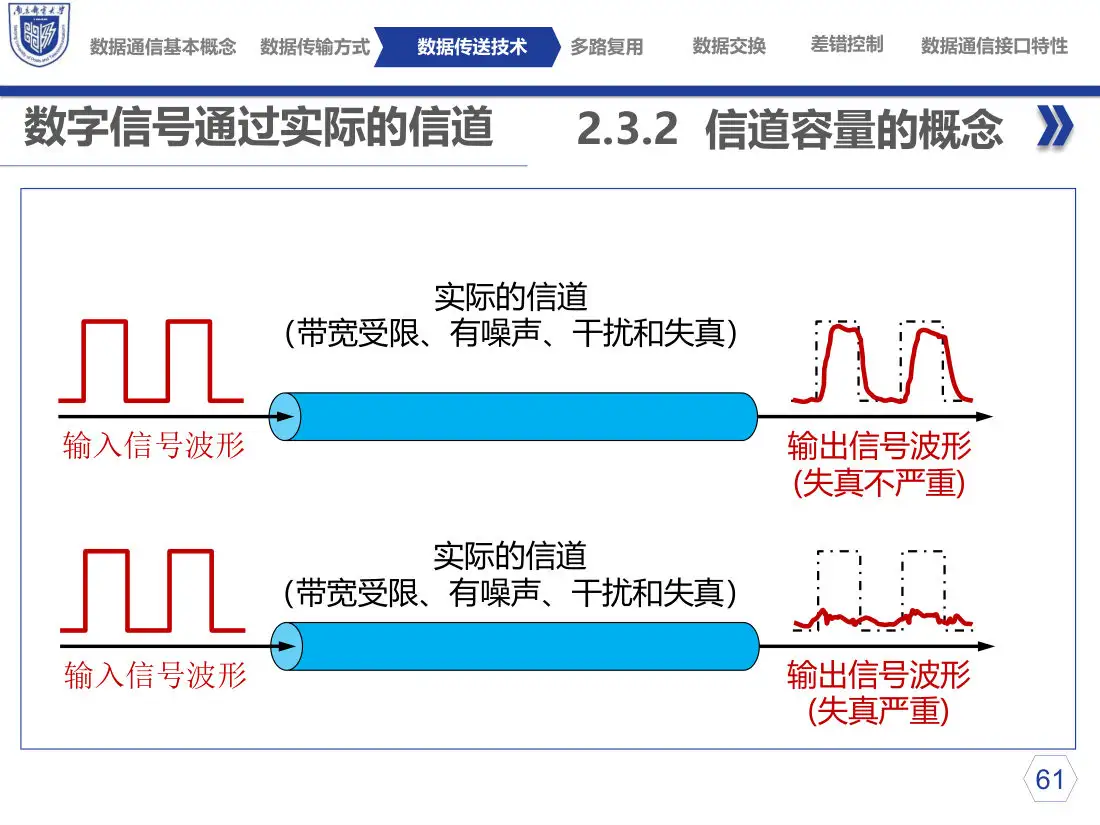 南京邮电大学
数据通信基本概念 数据传输方式 数据传送技术 多路复用 数据交换 差错控制 数据通信接口特性
数字信号通过实际的信道 2.3.2 信道容量的概念
实际的信道
(带宽受限、有噪声、干扰和失真)
输入信号波形
输出信号波形
(失真不严重)
实际的信道
(带宽受限、有噪声、干扰和失真)
输入信号波形
输出信号波形
(失真严重)
61